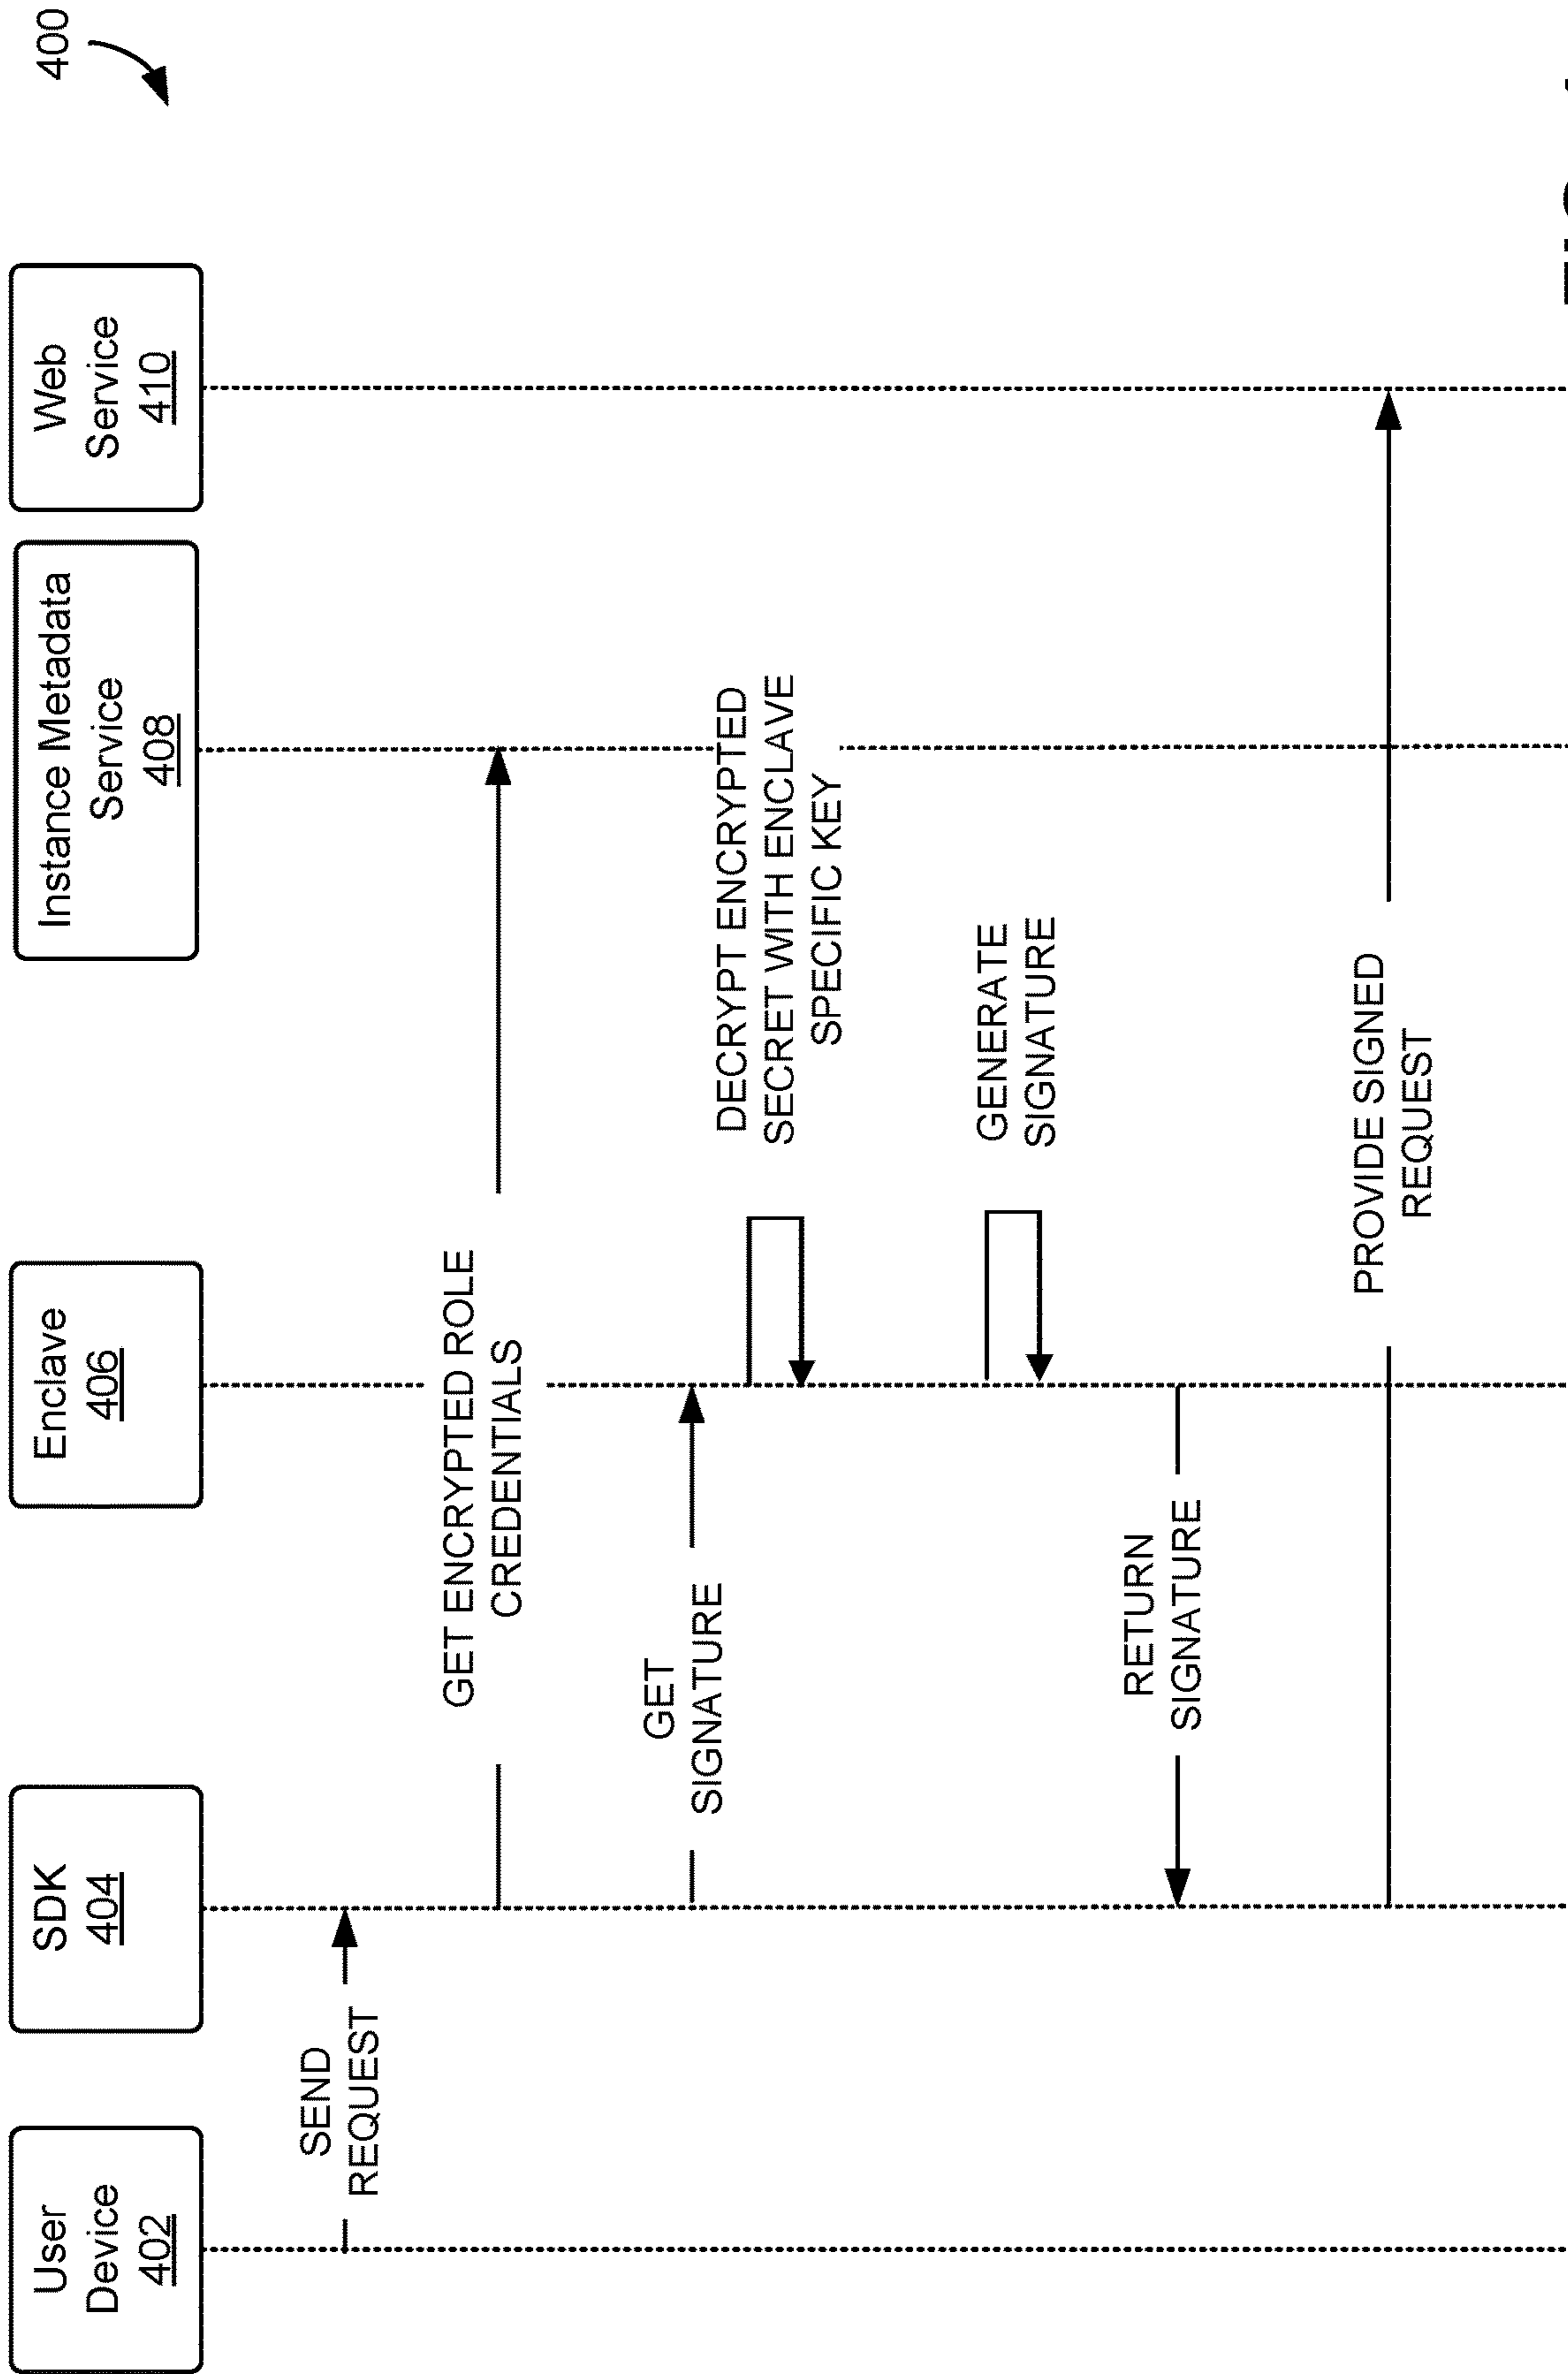 400
User
Device
402
SDK
404
Enclave
406
Instance Metadata
Service
408
Web
Service
410
SEND
REQUEST
GET ENCRYPTED ROLE
CREDENTIALS
GET
SIGNATURE
DECRYPT ENCRYPTED
SECRET WITH ENCLAVE
SPECIFIC KEY
GENERATE
SIGNATURE
RETURN
SIGNATURE
PROVIDE SIGNED
REQUEST